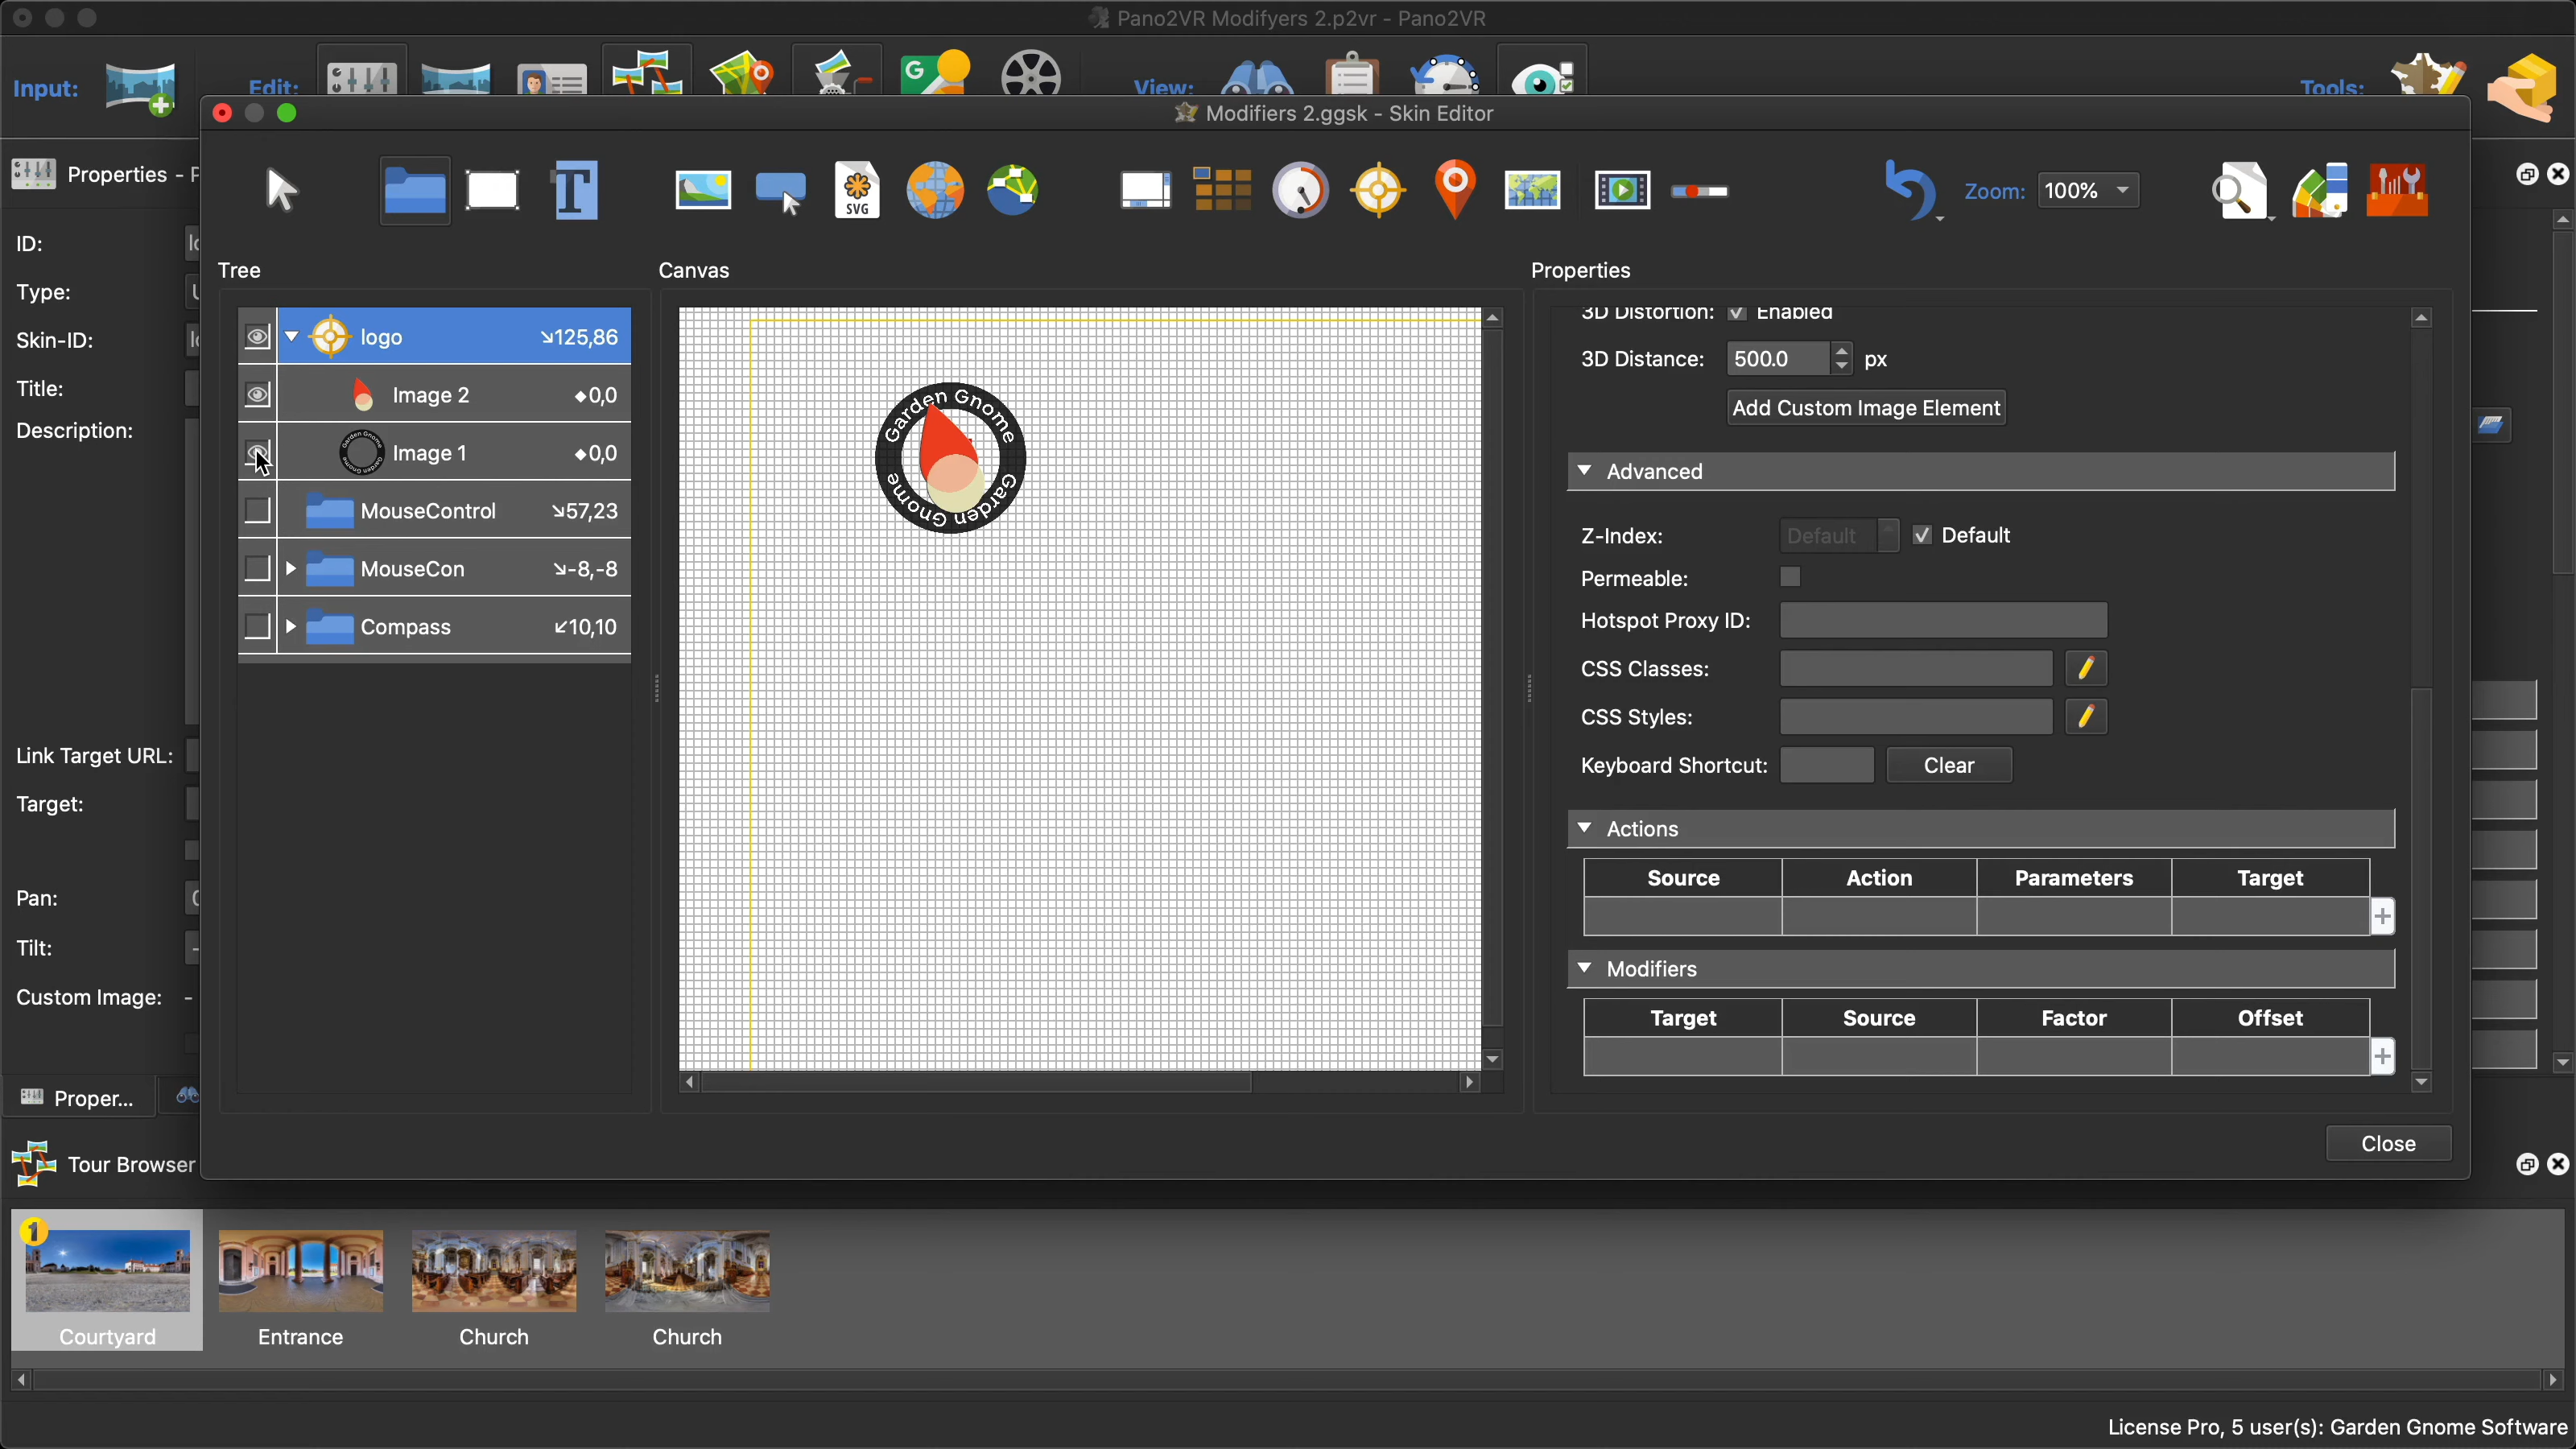 Pano2VR Modifyers 2.p2vr - Pano2VR
Input:
Edit:
View:
Tools:
Modifiers 2.ggsk - Skin Editor
Properties - P
SVG
Zoom: 100%
Tree
Canvas
Properties
ID:
Type:
Skin-ID:
Title:
Description:
Link Target URL:
Target:
Pan:
Tilt:
Custom Image: -
Proper...
logo 125,86
Image 2 0,0
Image 1 0,0
MouseControl 57,23
MouseCon -8,-8
Compass 10,10
Garden Gnome
Garden Gnome
3D Distortion: Enabled
3D Distance: 500.0 px
Add Custom Image Element
Advanced
Z-Index: Default Default
Permeable:
Hotspot Proxy ID:
CSS Classes:
CSS Styles:
Keyboard Shortcut: Clear
Actions
Source Action Parameters Target
Modifiers
Target Source Factor Offset
Close
Tour Browser
1
Courtyard
Entrance
Church
Church
License Pro, 5 user(s): Garden Gnome Software